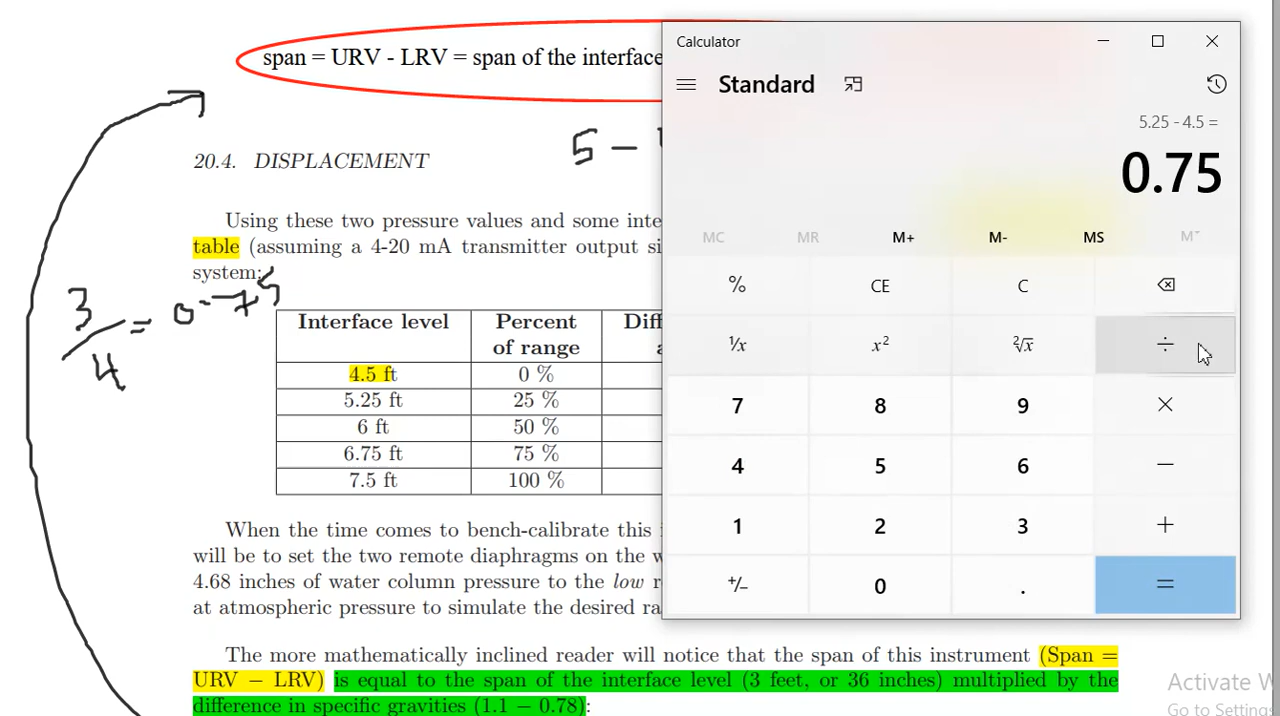 span = URV - LRV = span of the interface
Calculator
Standard
5.25 - 4.5 =
0.75
5 -
20.4. DISPLACEMENT
Using these two pressure values and some inte
table (assuming a 4-20 mA transmitter output si
system:
MC MR M+ M- MS M˅
% CE C
3/4 = 0.75
¹/x x² ²√x ÷
7 8 9 ×
4 5 6 −
1 2 3 +
+/− 0 . =
Interface level Percent of range Diff
4.5 ft 0 %
5.25 ft 25 %
6 ft 50 %
6.75 ft 75 %
7.5 ft 100 %
When the time comes to bench-calibrate this i
will be to set the two remote diaphragms on the w
4.68 inches of water column pressure to the low r
at atmospheric pressure to simulate the desired ra
The more mathematically inclined reader will notice that the span of this instrument (Span =
URV − LRV) is equal to the span of the interface level (3 feet, or 36 inches) multiplied by the
difference in specific gravities (1.1 − 0.78):
Activate W
Go to Settings